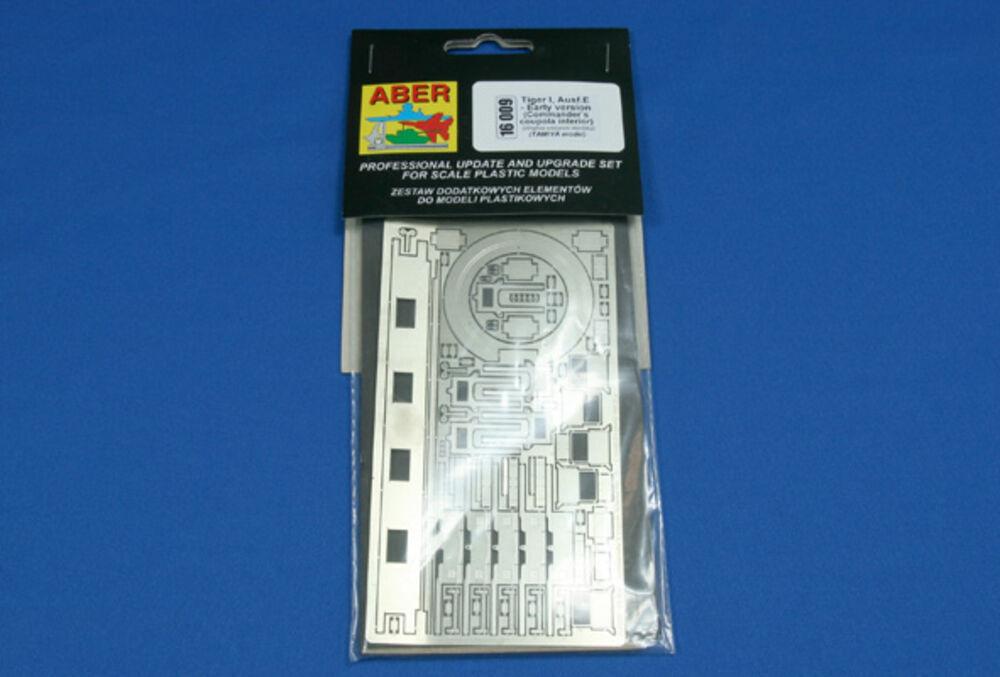 ABER
16 009
Tiger I, Ausf.E
- Early version
(Commander's
coupola interior)
(TAMIYA model)
PROFESSIONAL UPDATE AND UPGRADE SET
FOR SCALE PLASTIC MODELS
ZESTAW DODATKOWYCH ELEMENTÓW
DO MODELI PLASTIKOWYCH